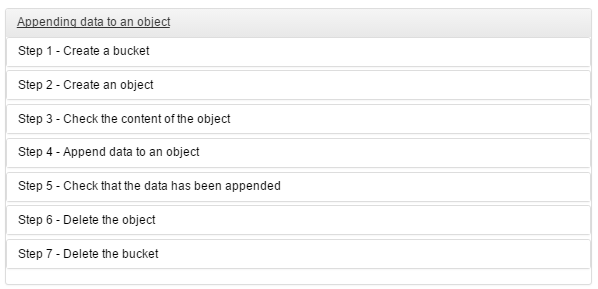 Appending data to an object
Step 1 - Create a bucket
Step 2 - Create an object
Step 3 - Check the content of the object
Step 4 - Append data to an object
Step 5 - Check that the data has been appended
Step 6 - Delete the object
Step 7 - Delete the bucket